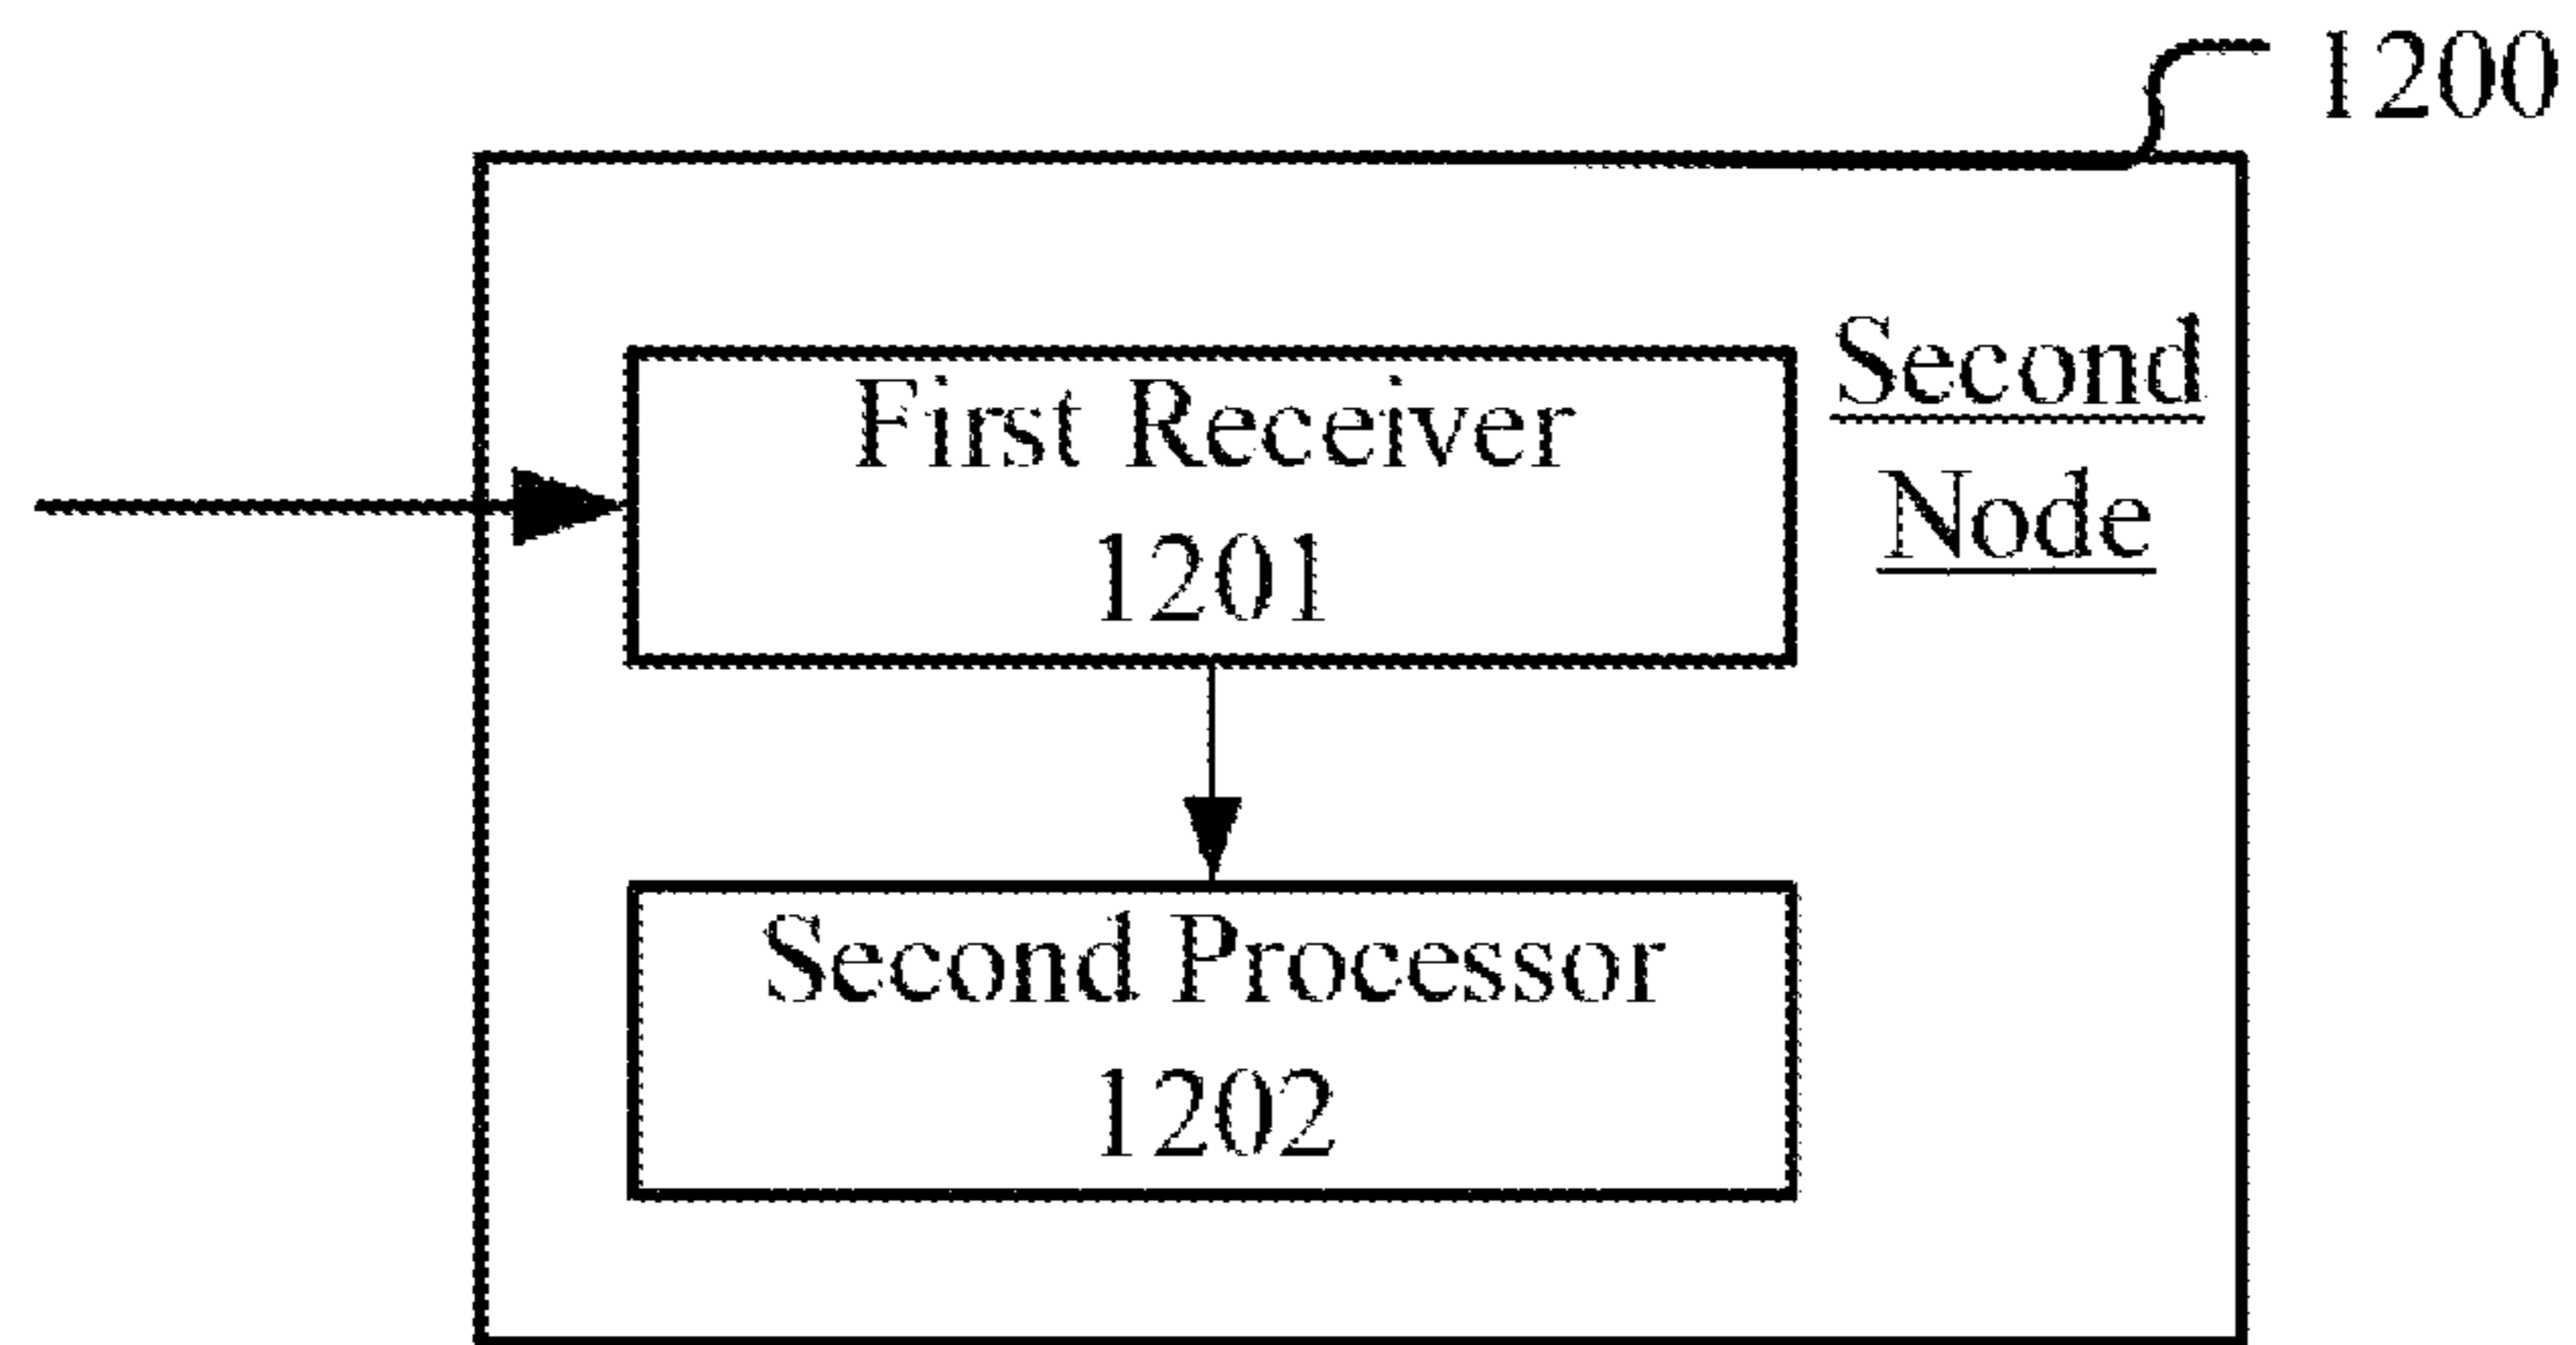 1200
First Receiver
1201
Second
Node
Second Processor
1202